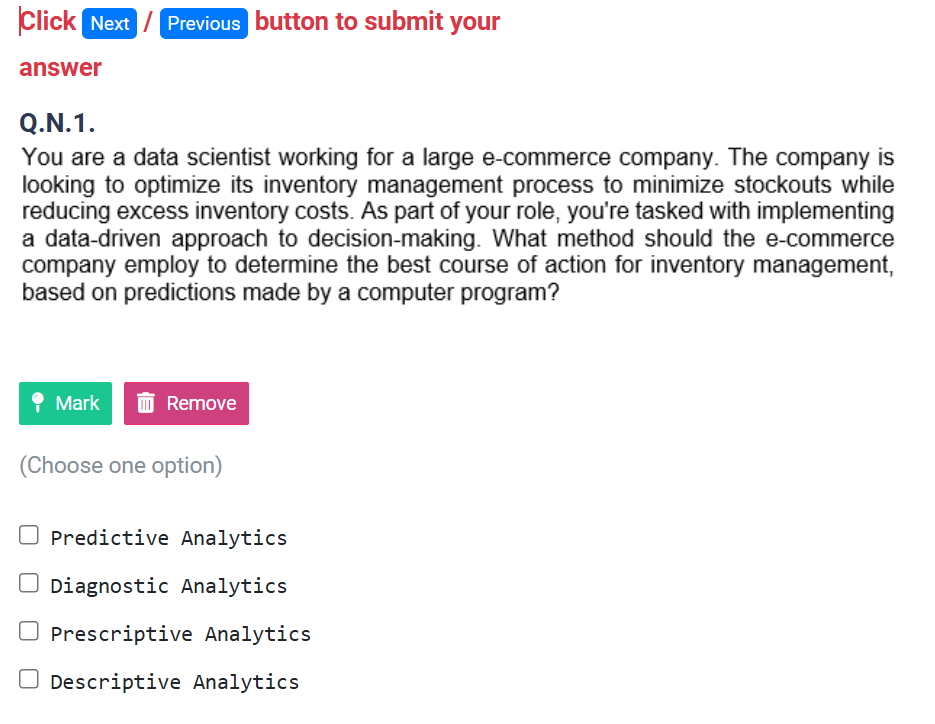 Click Next / Previous button to submit your
answer
Q.N.1.
You are a data scientist working for a large e-commerce company. The company is
looking to optimize its inventory management process to minimize stockouts while
reducing excess inventory costs. As part of your role, you're tasked with implementing
a data-driven approach to decision-making. What method should the e-commerce
company employ to determine the best course of action for inventory management,
based on predictions made by a computer program?
Mark Remove
(Choose one option)
Predictive Analytics
Diagnostic Analytics
Prescriptive Analytics
Descriptive Analytics